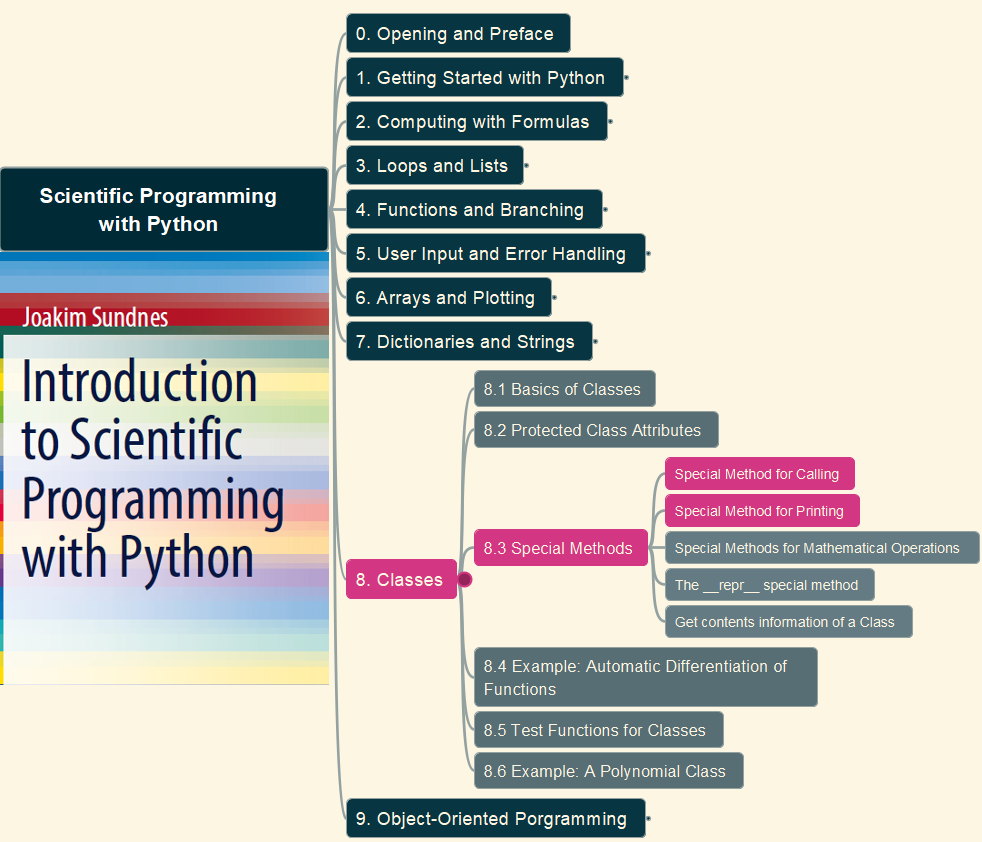 Scientific Programming
with Python
Joakim Sundnes
Introduction
to Scientific
Programming
with Python
0. Opening and Preface
1. Getting Started with Python
2. Computing with Formulas
3. Loops and Lists
4. Functions and Branching
5. User Input and Error Handling
6. Arrays and Plotting
7. Dictionaries and Strings
8. Classes
8.1 Basics of Classes
8.2 Protected Class Attributes
8.3 Special Methods
Special Method for Calling
Special Method for Printing
Special Methods for Mathematical Operations
The __repr__ special method
Get contents information of a Class
8.4 Example: Automatic Differentiation of
Functions
8.5 Test Functions for Classes
8.6 Example: A Polynomial Class
9. Object-Oriented Porgramming